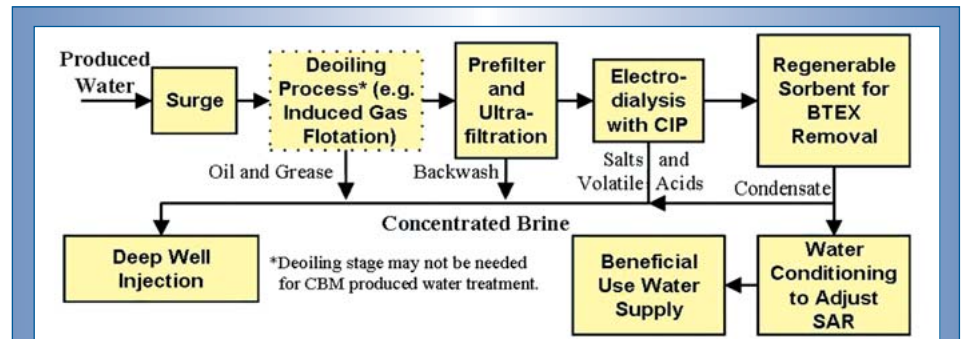 Produced
Water
Surge
Deoiling
Process* (e.g.
Induced Gas
Flotation)
Prefilter
and
Ultra-
filtration
Electro-
dialysis
with CIP
Regenerable
Sorbent for
BTEX
Removal
Oil and Grease
Backwash
Salts and
Volatile Acids
Condensate
Concentrated Brine
Deep Well
Injection
*Deoiling stage may not be needed
for CBM produced water treatment.
Beneficial
Use Water
Supply
Water
Conditioning
to Adjust
SAR